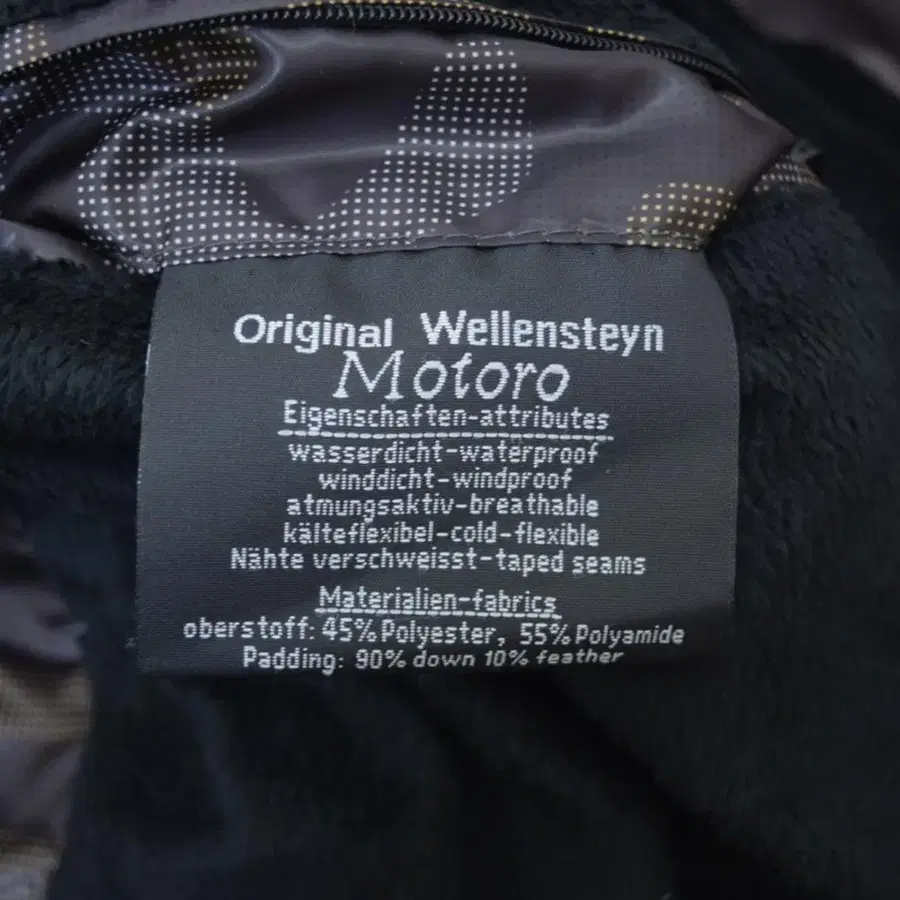 Original Wellensteyn
Motoro
Eigenschaften-attributes
wasserdicht-waterproof
winddicht-windproof
atmungsaktiv-breathable
kälteflexibel-cold-flexible
Nähte verschweisst-taped seams
Materialien-fabrics
oberstoff: 45% Polyester, 55% Polyamide
Padding: 90% down 10% feather